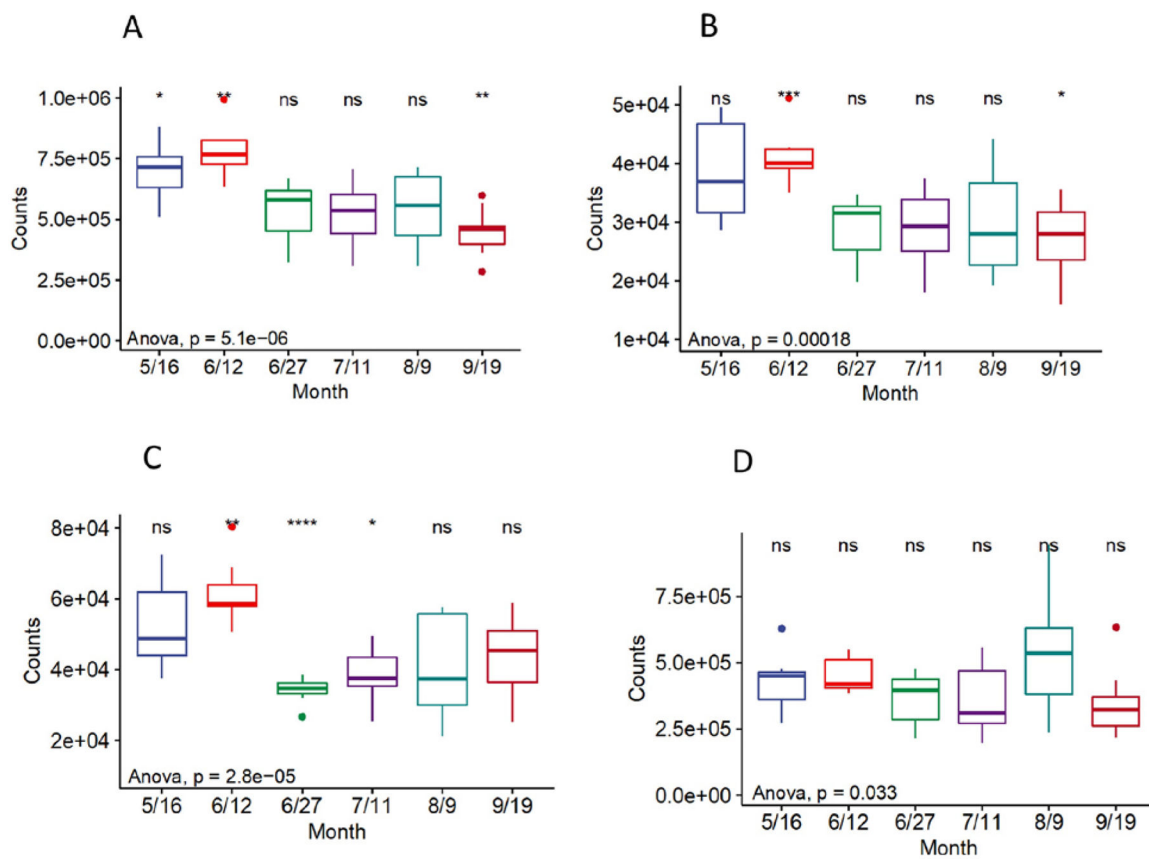 A
1.0e+06
7.5e+05
5.0e+05
2.5e+05
0.0e+00
Counts
* ** ns ns ns **
Anova, p = 5.1e−06
5/16 6/12 6/27 7/11 8/9 9/19
Month
B
5e+04
4e+04
3e+04
2e+04
1e+04
Counts
ns *** ns ns ns *
Anova, p = 0.00018
5/16 6/12 6/27 7/11 8/9 9/19
Month
C
8e+04
6e+04
4e+04
2e+04
Counts
ns ** **** * ns ns
Anova, p = 2.8e−05
5/16 6/12 6/27 7/11 8/9 9/19
Month
D
7.5e+05
5.0e+05
2.5e+05
0.0e+00
Counts
ns ns ns ns ns ns
Anova, p = 0.033
5/16 6/12 6/27 7/11 8/9 9/19
Month